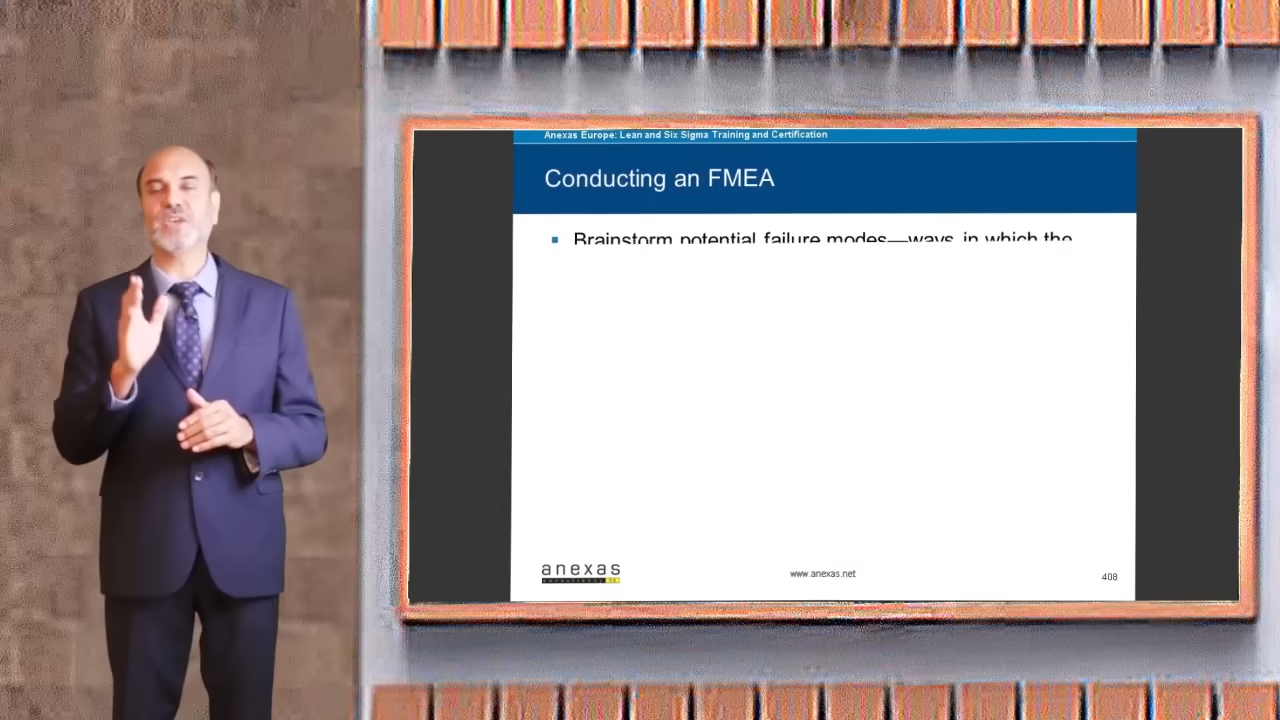 Anexas Europe: Lean and Six Sigma Training and Certification
Conducting an FMEA
Brainstorm potential failure modes—ways in which the
anexas
www.anexas.net
408